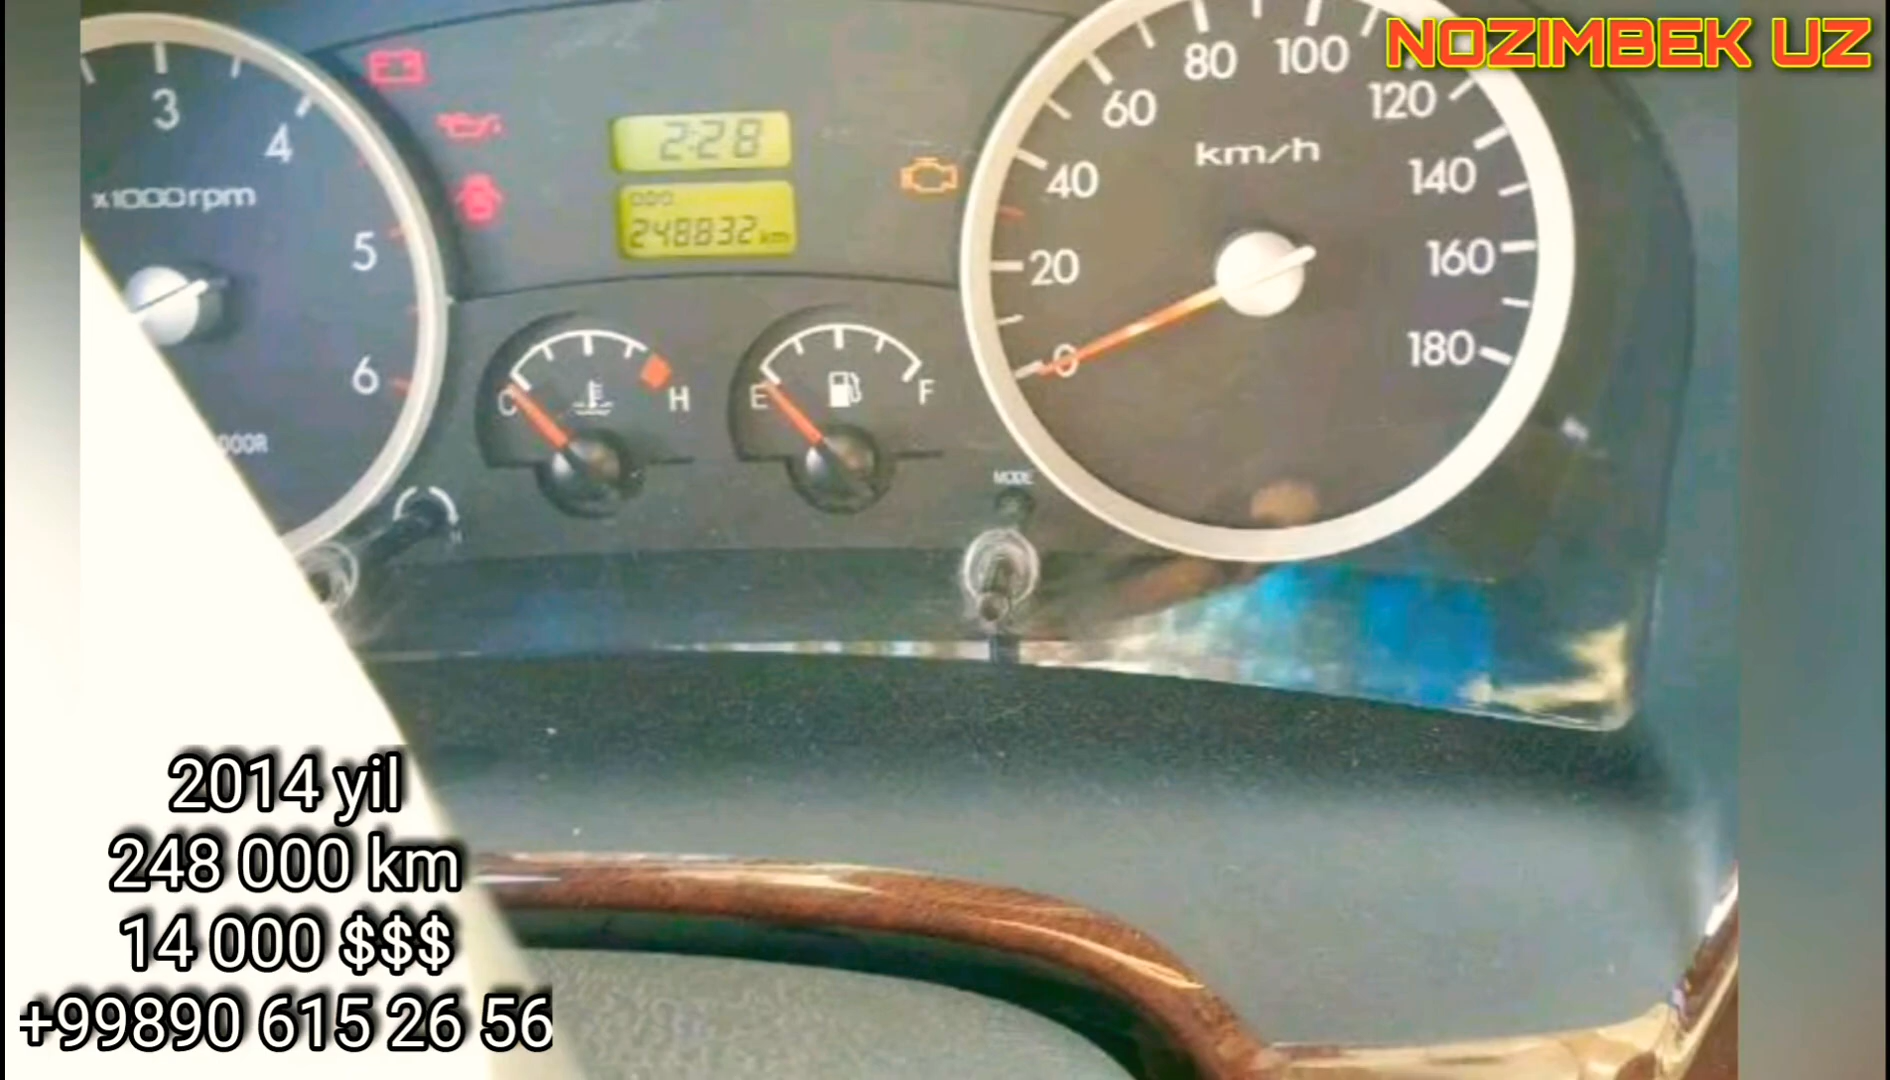 NOZIMBEK UZ
3
4
5
6
x1000rpm
2:28
000
248832 km
C
H
E
F
MODE
0
20
40
60
80
100
120
140
160
180
km/h
2014 yil
248 000 km
14 000 $$$
+99890 615 26 56